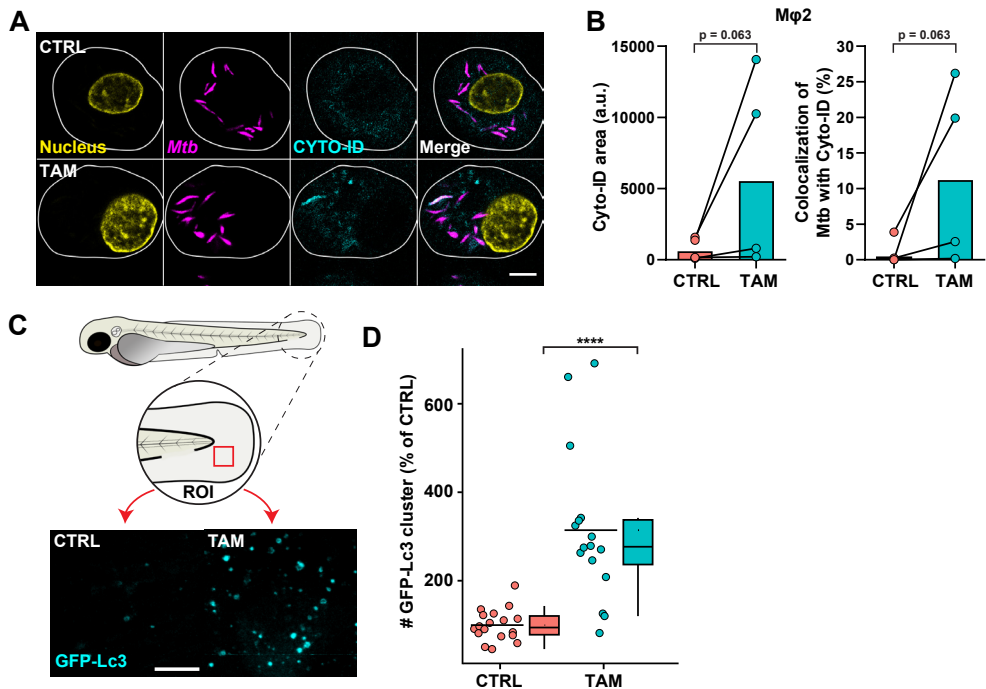 A
CTRL
Nucleus
Mtb
CYTO-ID
Merge
TAM
B
Mφ2
p = 0.063
15000
10000
5000
0
Cyto-ID area (a.u.)
CTRL
TAM
p = 0.063
30
25
20
15
10
5
0
Colocalization of
Mtb with Cyto-ID (%)
CTRL
TAM
C
ROI
CTRL
TAM
GFP-Lc3
D
****
600
400
200
# GFP-Lc3 cluster (% of CTRL)
CTRL
TAM